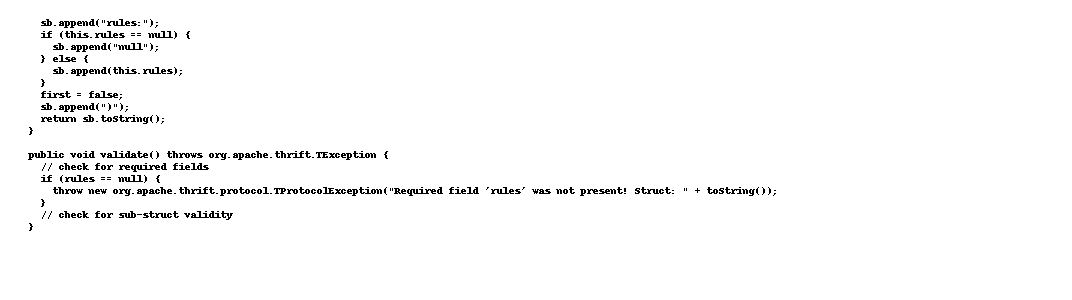 sb.append("rules:");
if (this.rules == null) {
sb.append("null");
} else {
sb.append(this.rules);
}
first = false;
sb.append(")");
return sb.toString();
}
public void validate() throws org.apache.thrift.TException {
// check for required fields
if (rules == null) {
throw new org.apache.thrift.protocol.TProtocolException("Required field 'rules' was not present! Struct: " + toString());
}
// check for sub-struct validity
}